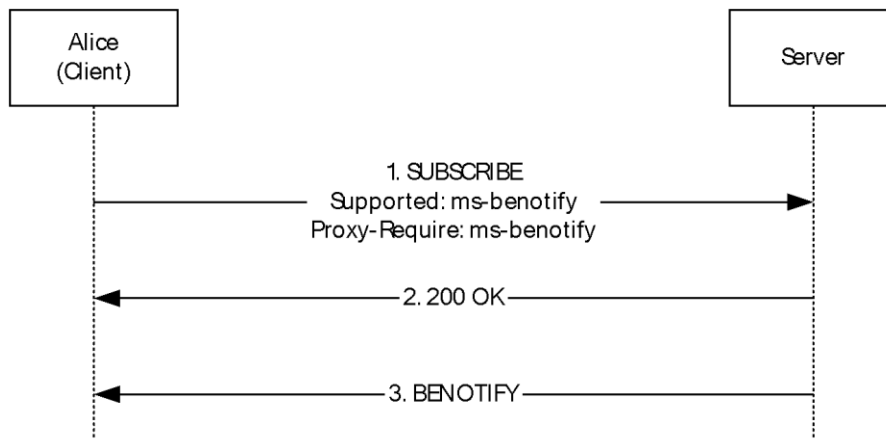 Alice
(Client)
Server
1. SUBSCRIBE
Supported: ms-benotify
Proxy-Require: ms-benotify
2. 200 OK
3. BENOTIFY